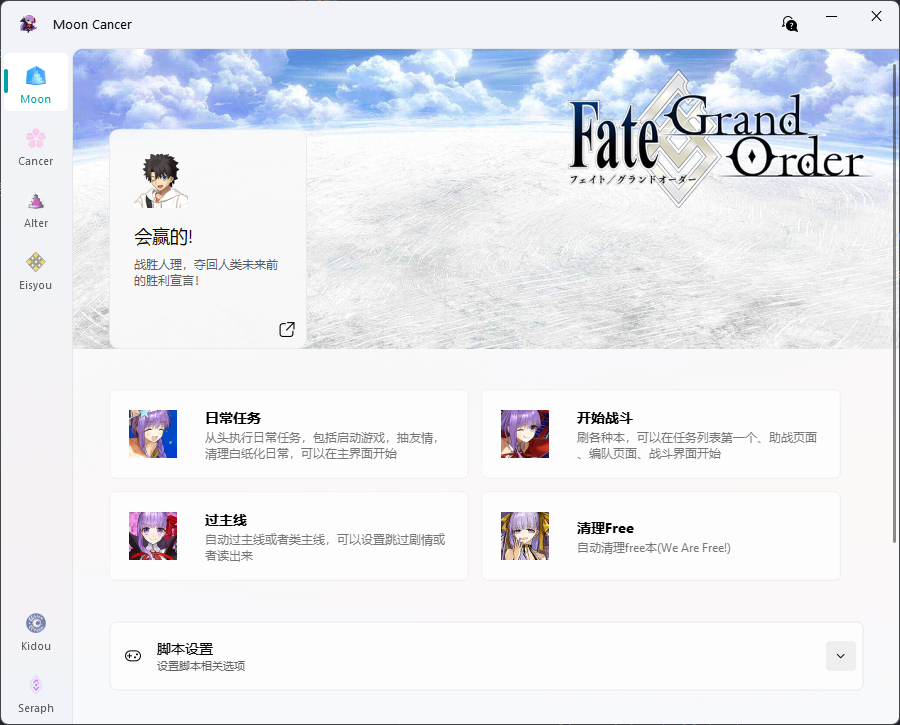 Moon Cancer
Moon
Cancer
Alter
Eisyou
Kidou
Seraph
Fate Grand Order
フェイト/グランドオーダー
会赢的!
战胜人理，夺回人类未来前
的胜利宣言！
日常任务
从头执行日常任务，包括启动游戏，抽友情，
清理白纸化日常，可以在主界面开始
开始战斗
刷各种本，可以在任务列表第一个、助战页面
、编队页面、战斗界面开始
过主线
自动过主线或者类主线，可以设置跳过剧情或
者读出来
清理Free
自动清理free本(We Are Free!)
脚本设置
设置脚本相关选项